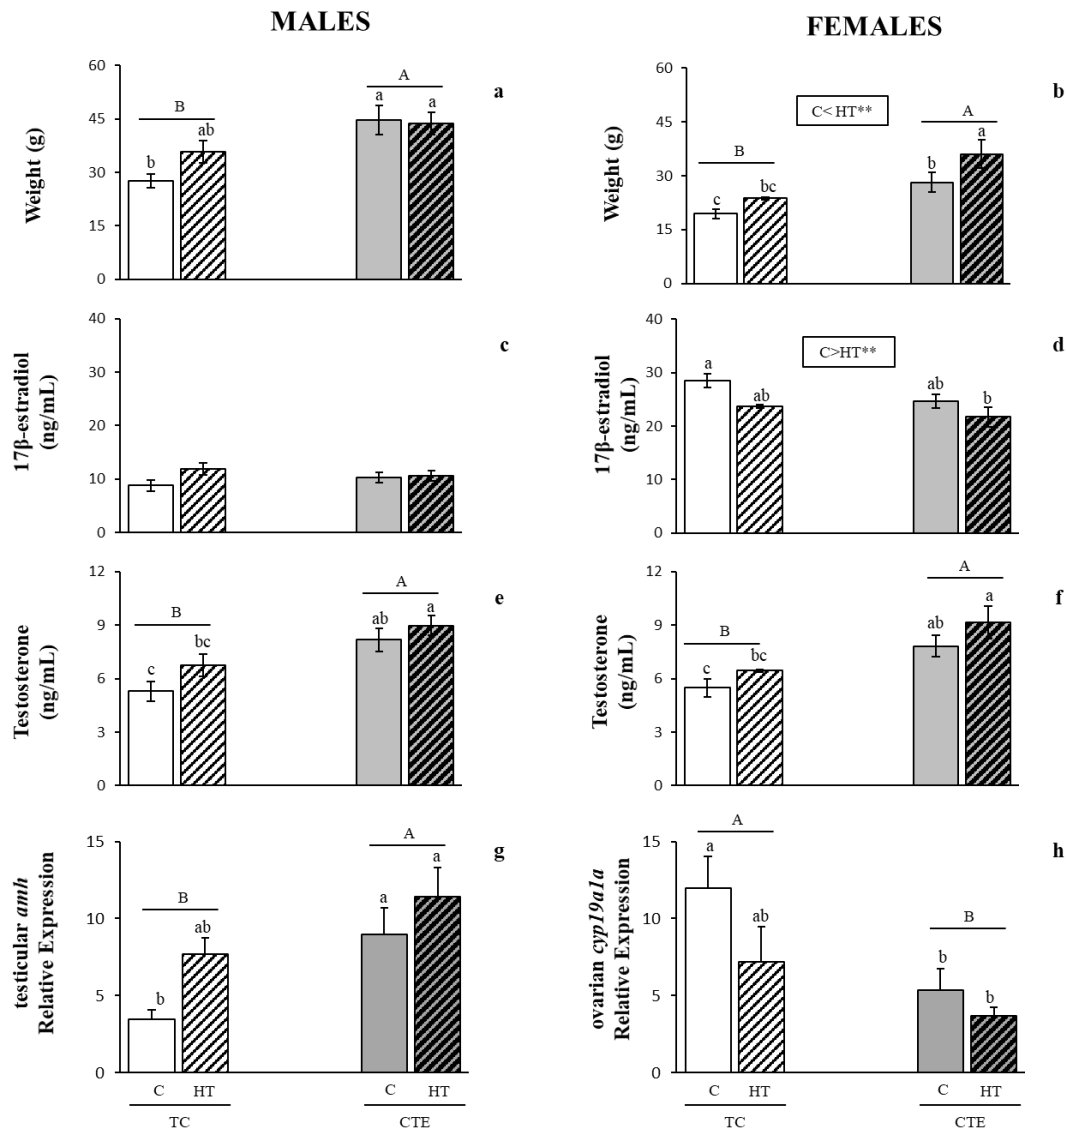 MALES
FEMALES
Weight (g)
60
45
30
15
0
B
b
ab
A
a
a
a
Weight (g)
60
45
30
15
0
C< HT**
B
c
bc
A
b
a
b
17β-estradiol
(ng/mL)
40
30
20
10
0
c
17β-estradiol
(ng/mL)
40
30
20
10
0
C>HT**
a
ab
ab
b
d
Testosterone
(ng/mL)
12
9
6
3
0
B
c
bc
A
ab
a
e
Testosterone
(ng/mL)
12
9
6
3
0
B
c
bc
A
ab
a
f
testicular amh
Relative Expression
15
10
5
0
B
b
ab
A
a
a
g
C
HT
C
HT
TC
CTE
ovarian cyp19a1a
Relative Expression
15
10
5
0
A
a
ab
B
b
b
h
C
HT
C
HT
TC
CTE